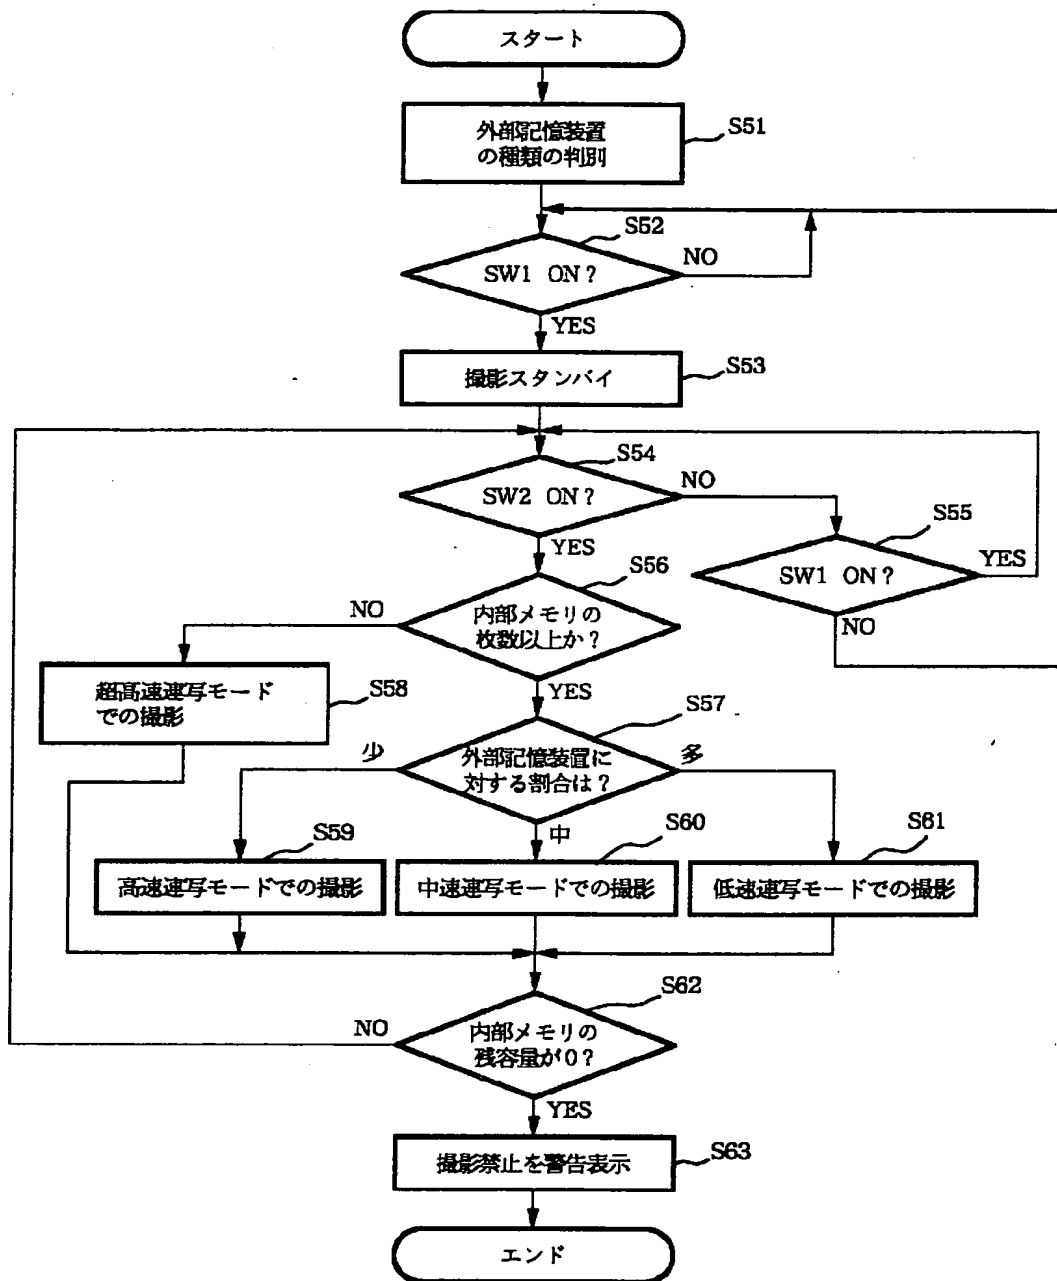 スタート
外部記憶装置
の種類の判別
S51
S52
SW1 ON?
NO
YES
撮影スタンバイ
S53
S54
SW2 ON?
NO
YES
S55
SW1 ON?
YES
NO
S56
内部メモリの
枚数以上か?
NO
YES
超高速連写モード
での撮影
S58
S57
外部記憶装置に
対する割合は?
少
中
多
S59
高速連写モードでの撮影
S60
中速連写モードでの撮影
S61
低速連写モードでの撮影
S62
内部メモリの
残容量が0?
NO
YES
撮影禁止を警告表示
S63
エンド